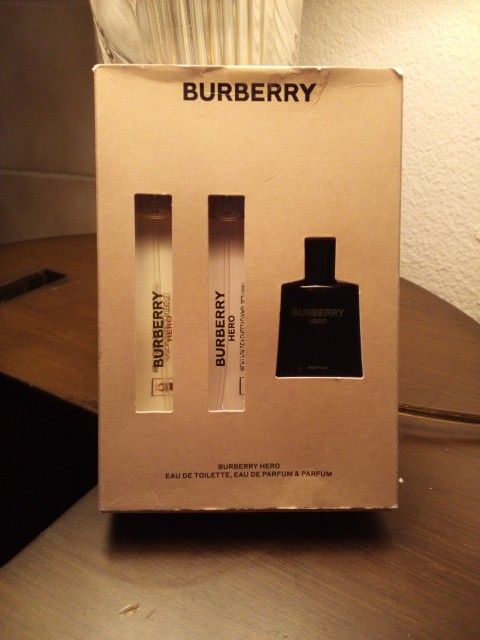 BURBERRY
BURBERRY
HERO
BURBERRY
HERO
BURBERRY
HERO
PARFUM
BURBERRY HERO
EAU DE TOILETTE, EAU DE PARFUM & PARFUM